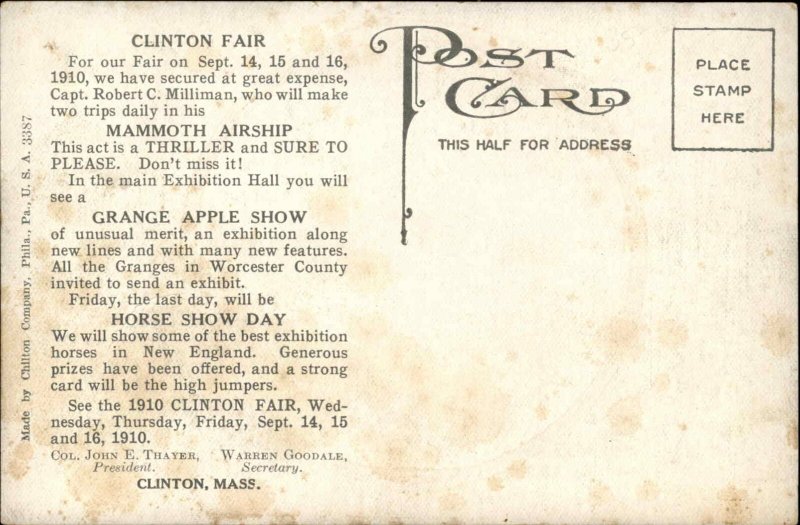 CLINTON FAIR
For our Fair on Sept. 14, 15 and 16,
1910, we have secured at great expense,
Capt. Robert C. Milliman, who will make
two trips daily in his
MAMMOTH AIRSHIP
This act is a THRILLER and SURE TO
PLEASE. Don't miss it!
In the main Exhibition Hall you will
see a
GRANGE APPLE SHOW
of unusual merit, an exhibition along
new lines and with many new features.
All the Granges in Worcester County
invited to send an exhibit.
Friday, the last day, will be
HORSE SHOW DAY
We will show some of the best exhibition
horses in New England. Generous
prizes have been offered, and a strong
card will be the high jumpers.
See the 1910 CLINTON FAIR, Wed-
nesday, Thursday, Friday, Sept. 14, 15
and 16, 1910.
COL. JOHN E. THAYER, WARREN GOODALE,
President. Secretary.
CLINTON, MASS.
Made by Chilton Company, Phila., Pa., U. S. A. 3387
POST
CARD
THIS HALF FOR ADDRESS
PLACE
STAMP
HERE